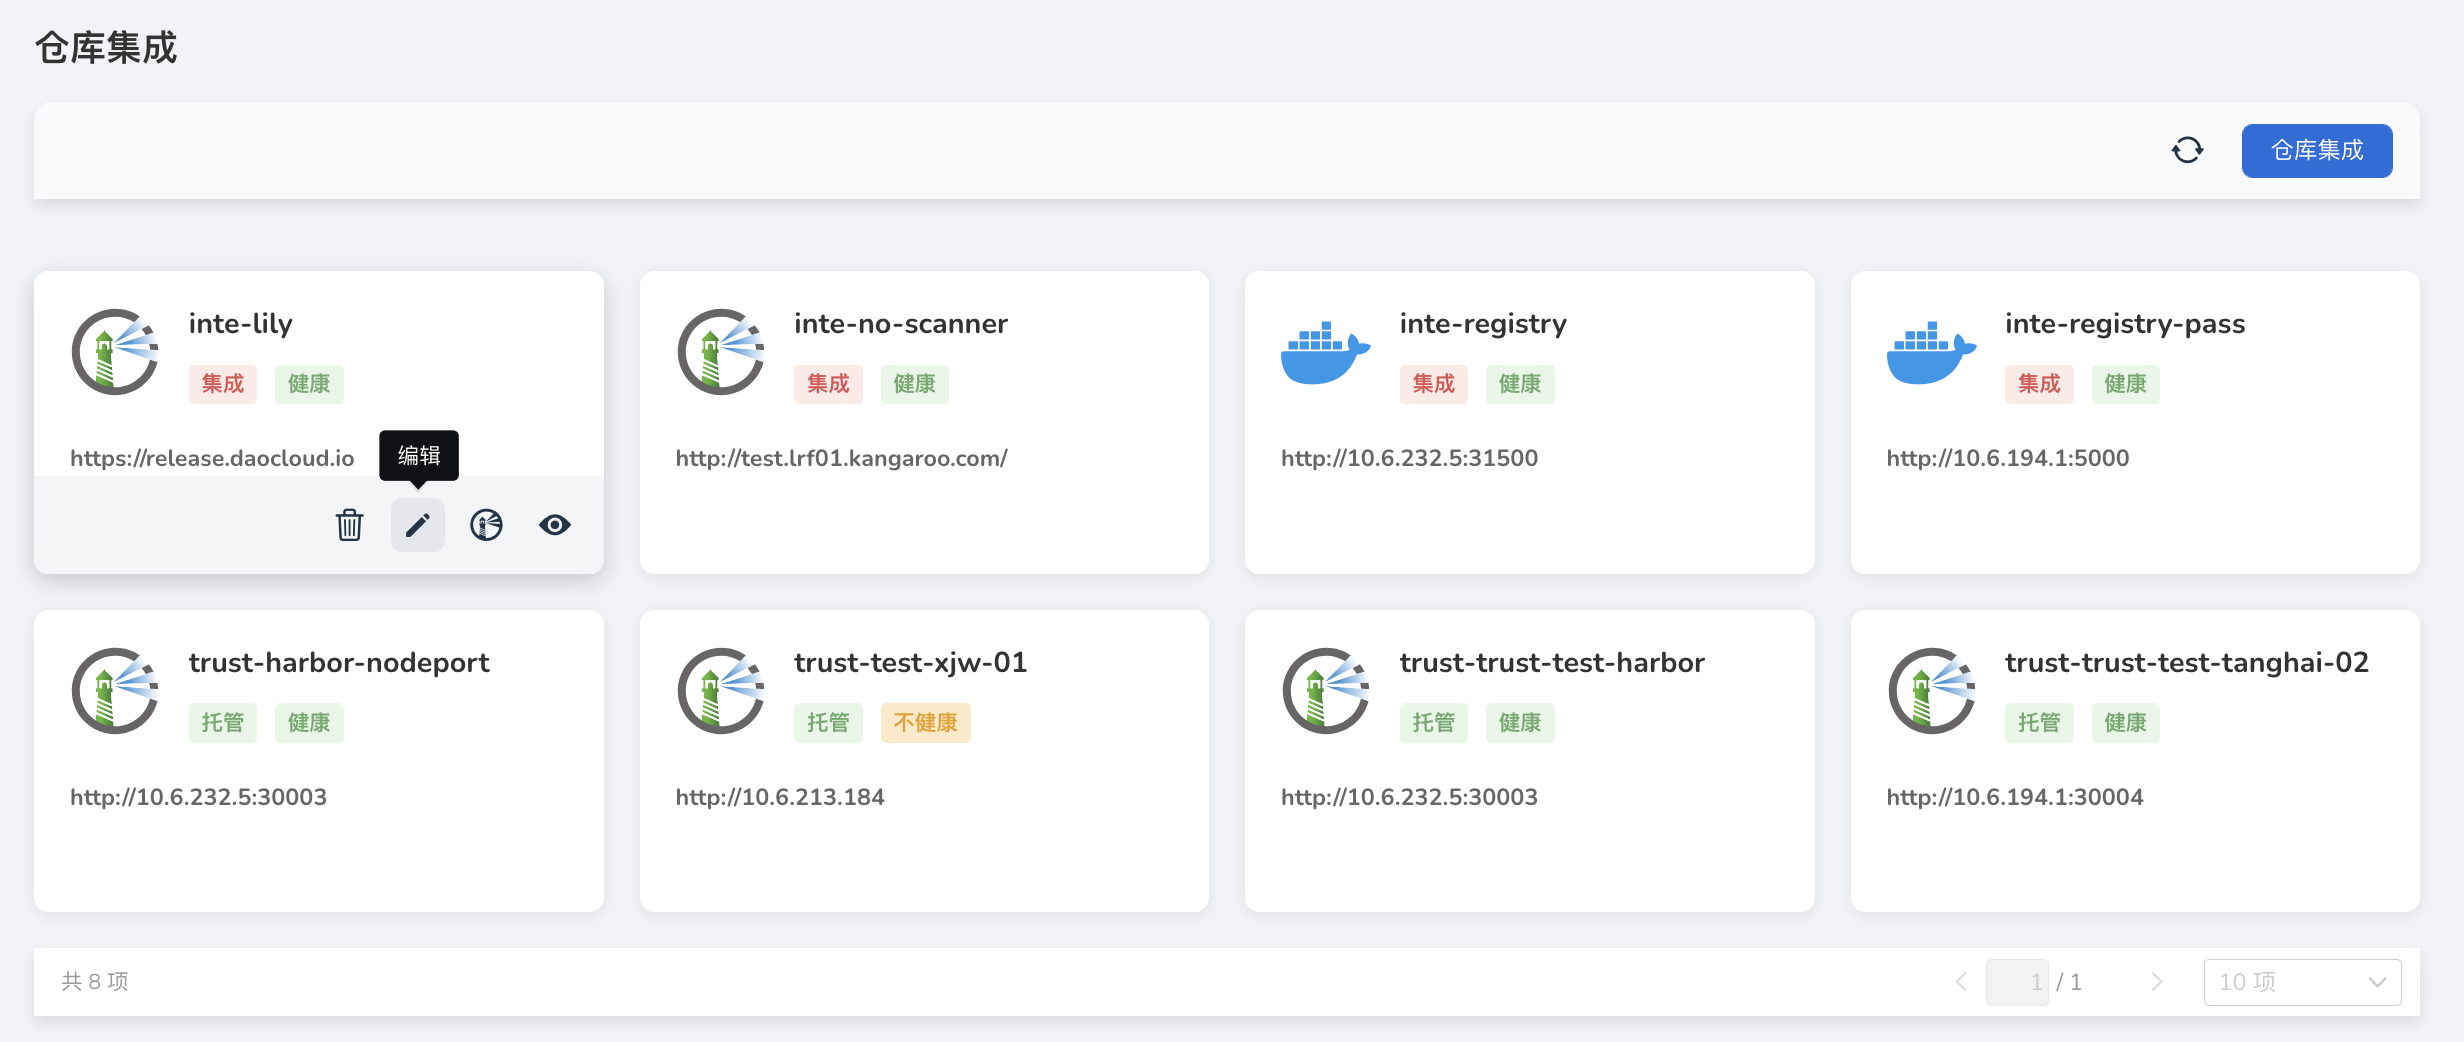 仓库集成
仓库集成
inte-lily
集成 健康
https://release.daocloud.io
编辑
inte-no-scanner
集成 健康
http://test.lrf01.kangaroo.com/
inte-registry
集成 健康
http://10.6.232.5:31500
inte-registry-pass
集成 健康
http://10.6.194.1:5000
trust-harbor-nodeport
托管 健康
http://10.6.232.5:30003
trust-test-xjw-01
托管 不健康
http://10.6.213.184
trust-trust-test-harbor
托管 健康
http://10.6.232.5:30003
trust-trust-test-tanghai-02
托管 健康
http://10.6.194.1:30004
共 8 项
1 / 1
10 项